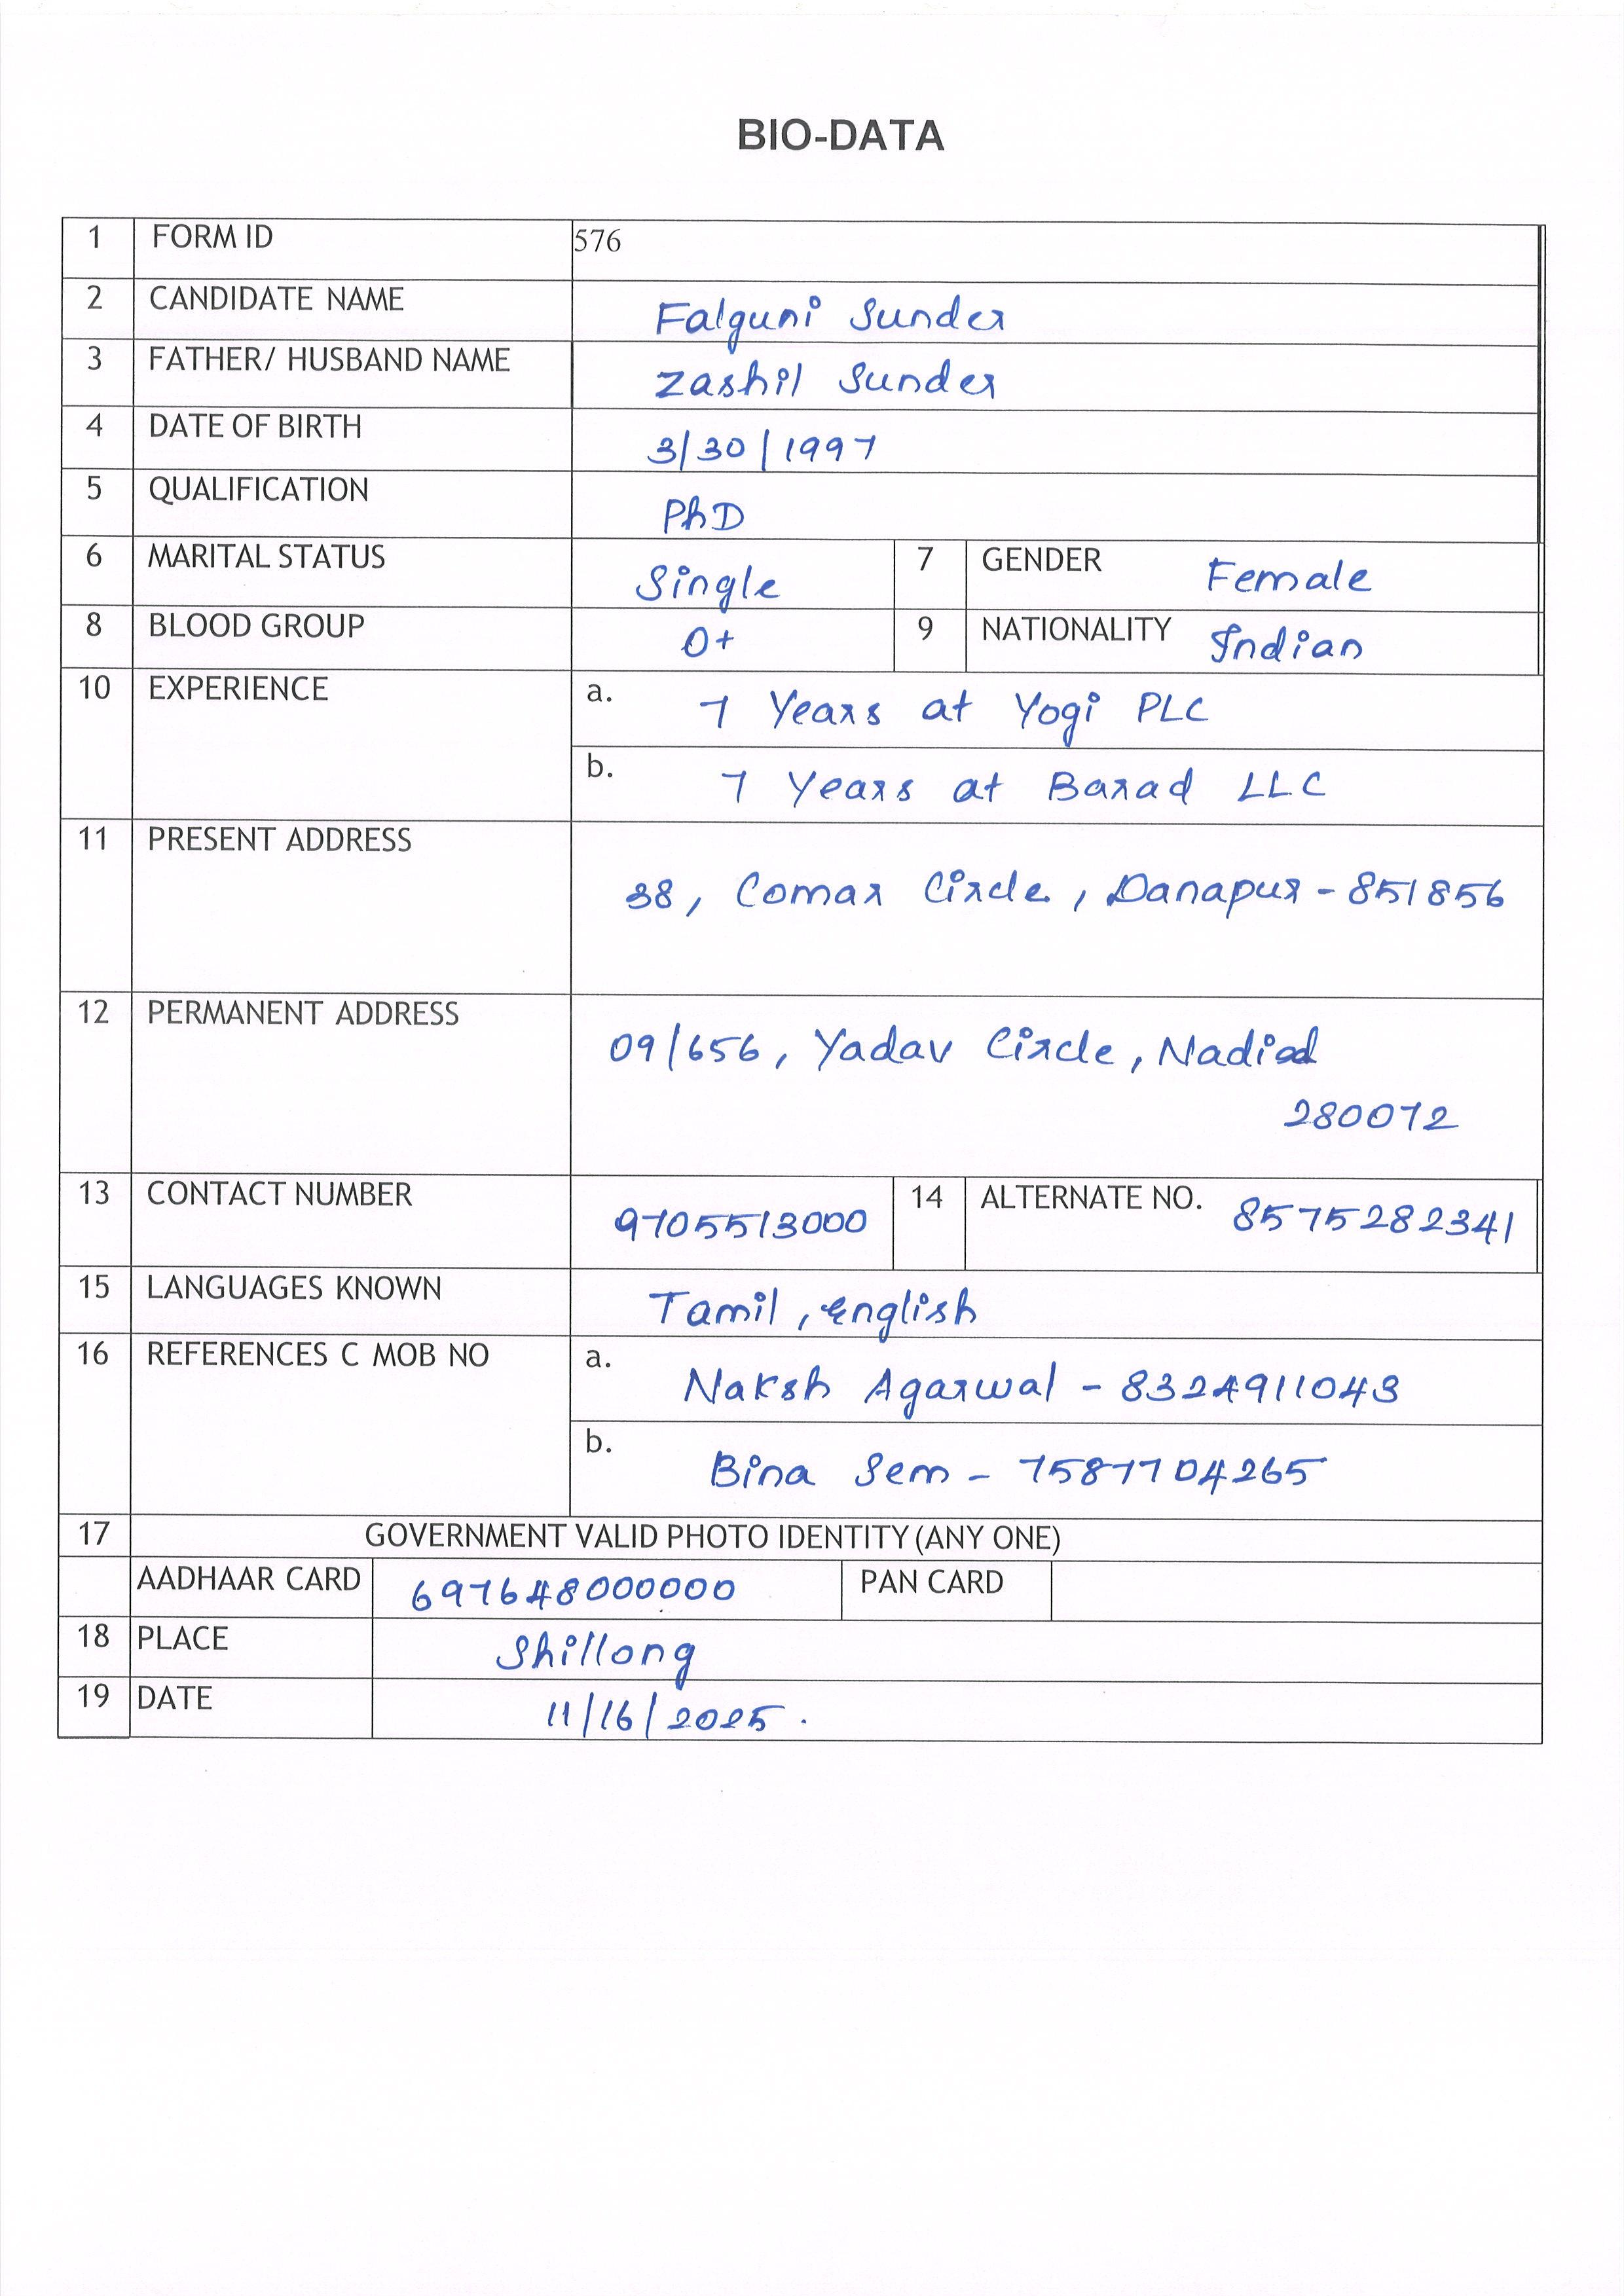 BIO-DATA
1 FORM ID 576
2 CANDIDATE NAME Falguni Sunder
3 FATHER/ HUSBAND NAME Zashil Sunder
4 DATE OF BIRTH 3/30/1997
5 QUALIFICATION PhD
6 MARITAL STATUS Single 7 GENDER Female
8 BLOOD GROUP O+ 9 NATIONALITY Indian
10 EXPERIENCE a. 7 Years at Yogi PLC
b. 7 Years at Barad LLC
11 PRESENT ADDRESS
38, Comar Circle, Danapur - 851856
12 PERMANENT ADDRESS
09/656, Yadav Circle, Nadiad
280072
13 CONTACT NUMBER 9705513000 14 ALTERNATE NO. 8575282341
15 LANGUAGES KNOWN Tamil, English
16 REFERENCES C MOB NO a. Naksh Agarwal - 8324911043
b. Bina Sem - 7587704265
17 GOVERNMENT VALID PHOTO IDENTITY (ANY ONE)
AADHAAR CARD 697648000000 PAN CARD
18 PLACE Shillong
19 DATE 11/16/2025.